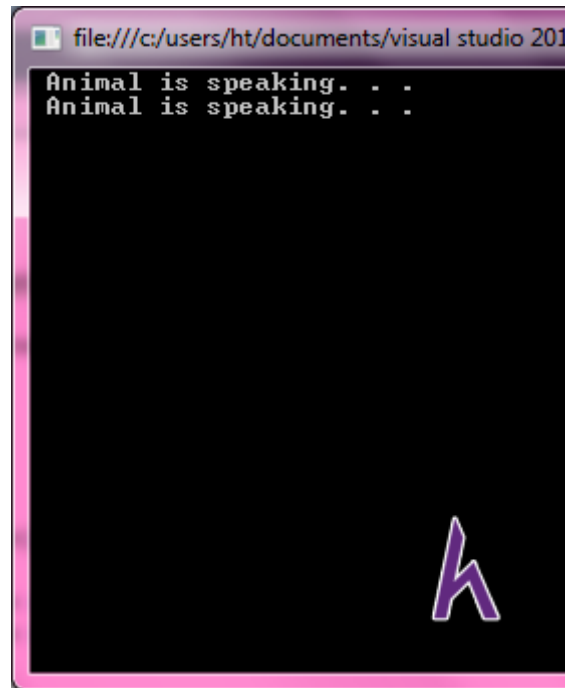 file:///c:/users/ht/documents/visual studio 201
Animal is speaking. . .
Animal is speaking. . .